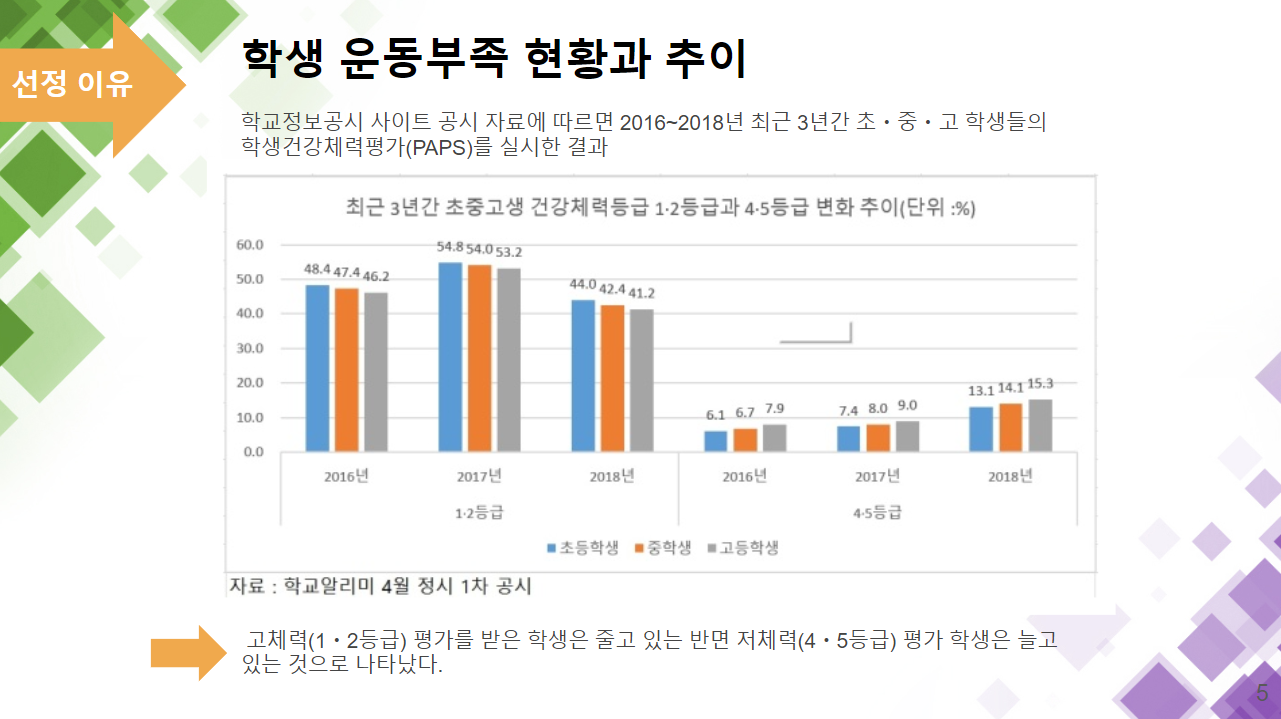 선정 이유
학생 운동부족 현황과 추이
학교정보공시 사이트 공시 자료에 따르면 2016~2018년 최근 3년간 초・중・고 학생들의
학생건강체력평가(PAPS)를 실시한 결과
최근 3년간 초중고생 건강체력등급 1·2등급과 4·5등급 변화 추이(단위 :%)
60.0
50.0
40.0
30.0
20.0
10.0
0.0
48.4 47.4 46.2
54.8 54.0 53.2
44.0 42.4 41.2
6.1 6.7 7.9
7.4 8.0 9.0
13.1 14.1 15.3
2016년 2017년 2018년 2016년 2017년 2018년
1·2등급 4·5등급
초등학생 중학생 고등학생
자료 : 학교알리미 4월 정시 1차 공시
고체력(1・2등급) 평가를 받은 학생은 줄고 있는 반면 저체력(4・5등급) 평가 학생은 늘고
있는 것으로 나타났다.
5